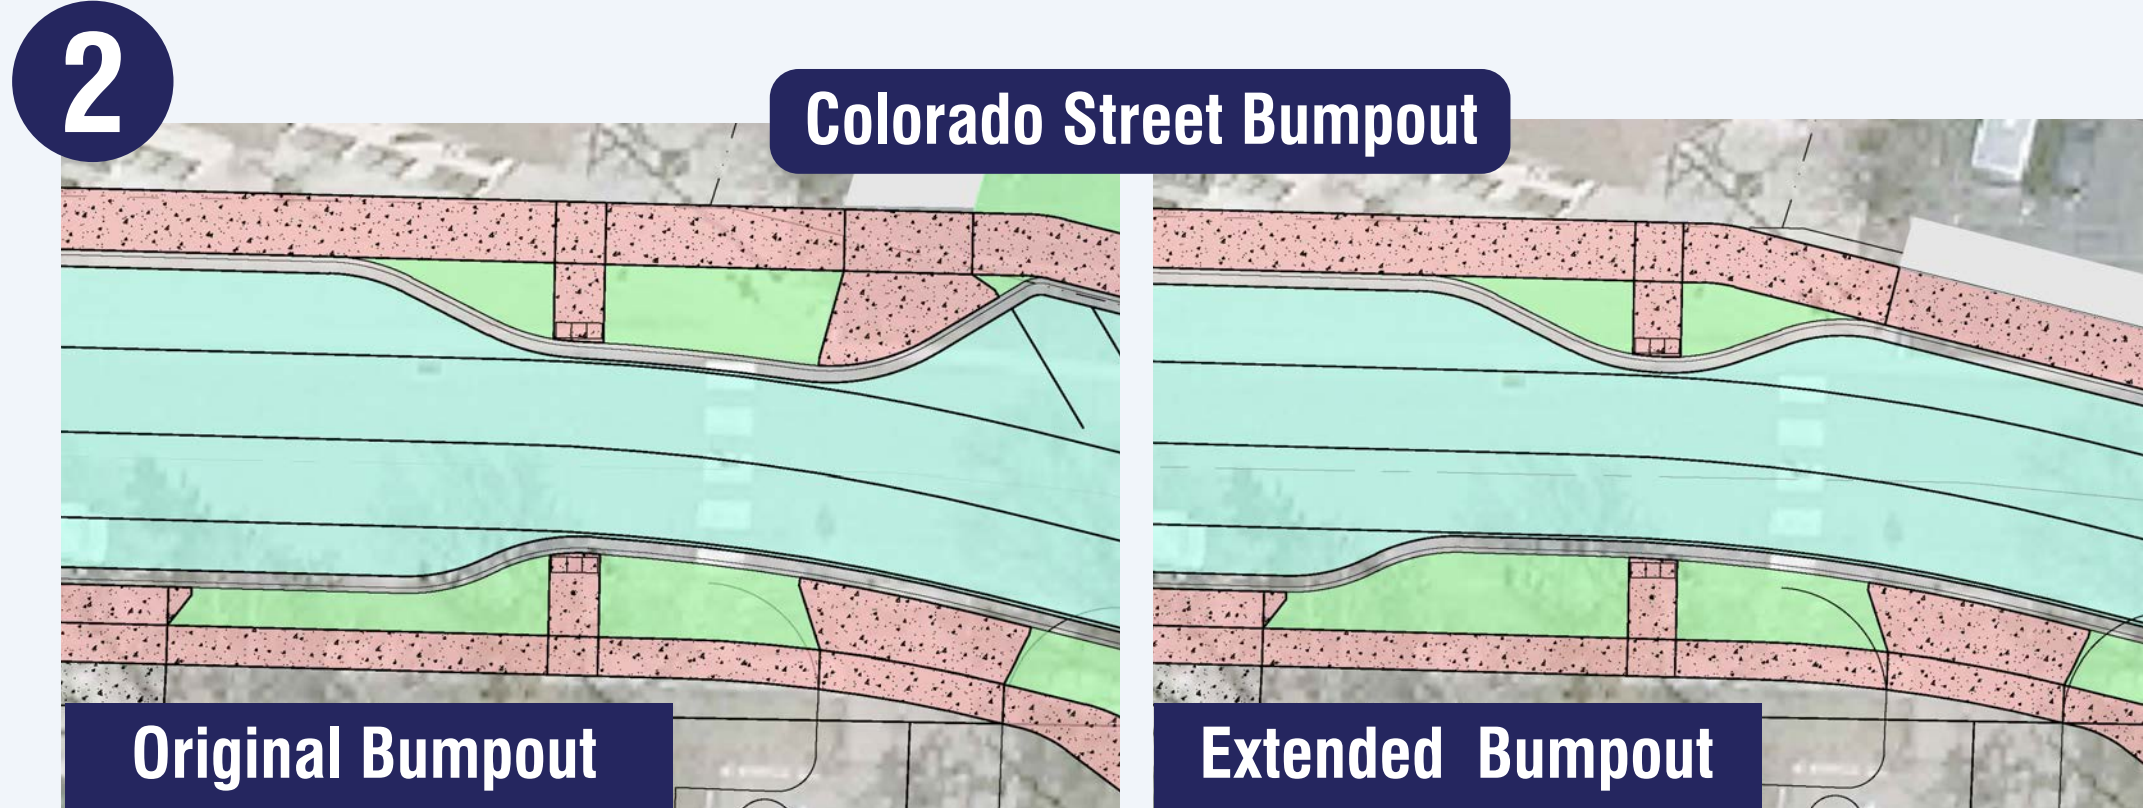 2
Colorado Street Bumpout
Original Bumpout
Extended Bumpout